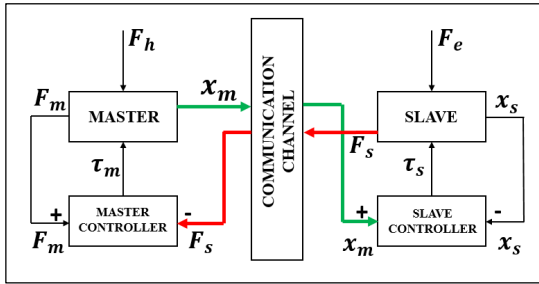 F_h
F_e
F_m
x_m
x_s
MASTER
COMMUNICATION
CHANNEL
SLAVE
F_s
τ_m
τ_s
+
MASTER
CONTROLLER
-
+
SLAVE
CONTROLLER
-
F_m
F_s
x_m
x_s